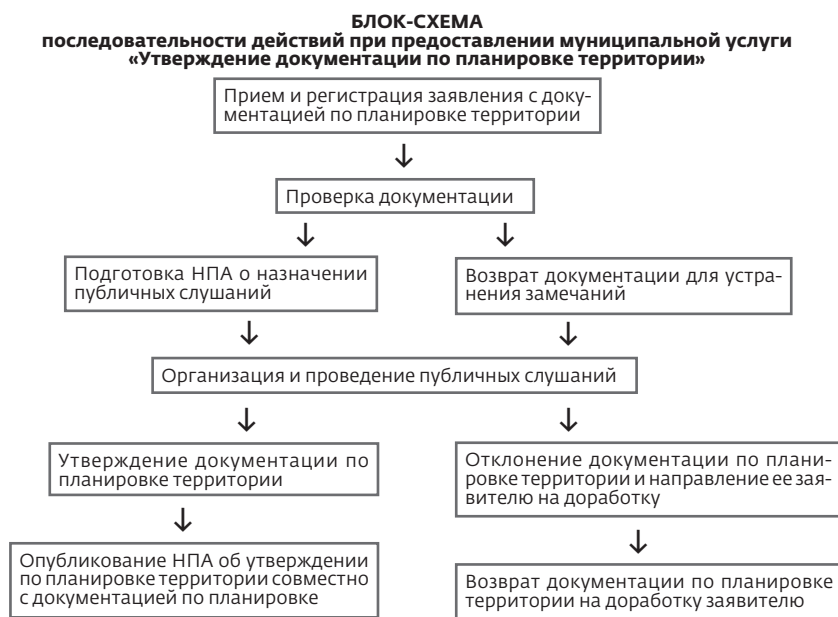 БЛОК-СХЕМА
последовательности действий при предоставлении муниципальной услуги
«Утверждение документации по планировке территории»
Прием и регистрация заявления с доку-
ментацией по планировке территории
Проверка документации
Подготовка НПА о назначении
публичных слушаний
Возврат документации для устра-
нения замечаний
Организация и проведение публичных слушаний
Утверждение документации по
планировке территории
Отклонение документации по плани-
ровке территории и направление ее зая-
вителю на доработку
Опубликование НПА об утверждении
по планировке территории совместно
с документацией по планировке
Возврат документации по планировке
территории на доработку заявителю